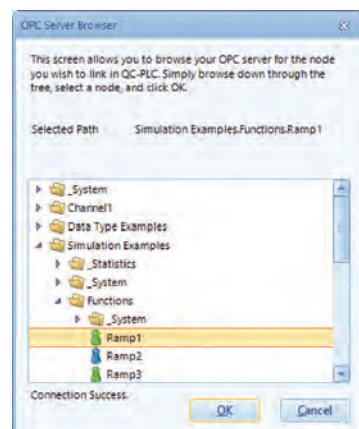 OPC Server Browser
This screen allows you to browse your OPC server for the node
you wish to link in QC-PLC. Simply browse down through the
tree, select a node, and click OK.
Selected Path Simulation Examples.Functions.Ramp1
_System
Channel1
Data Type Examples
Simulation Examples
_Statistics
_System
Functions
_System
Ramp1
Ramp2
Ramp3
Connection Success.
OK Cancel